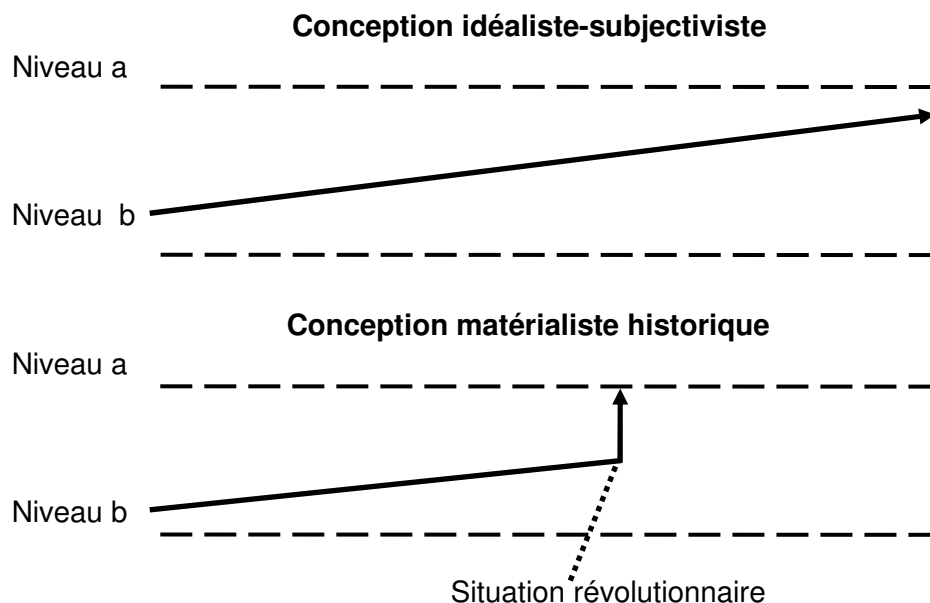 Conception idéaliste-subjectiviste
Niveau a
Niveau b
Conception matérialiste historique
Niveau a
Niveau b
Situation révolutionnaire